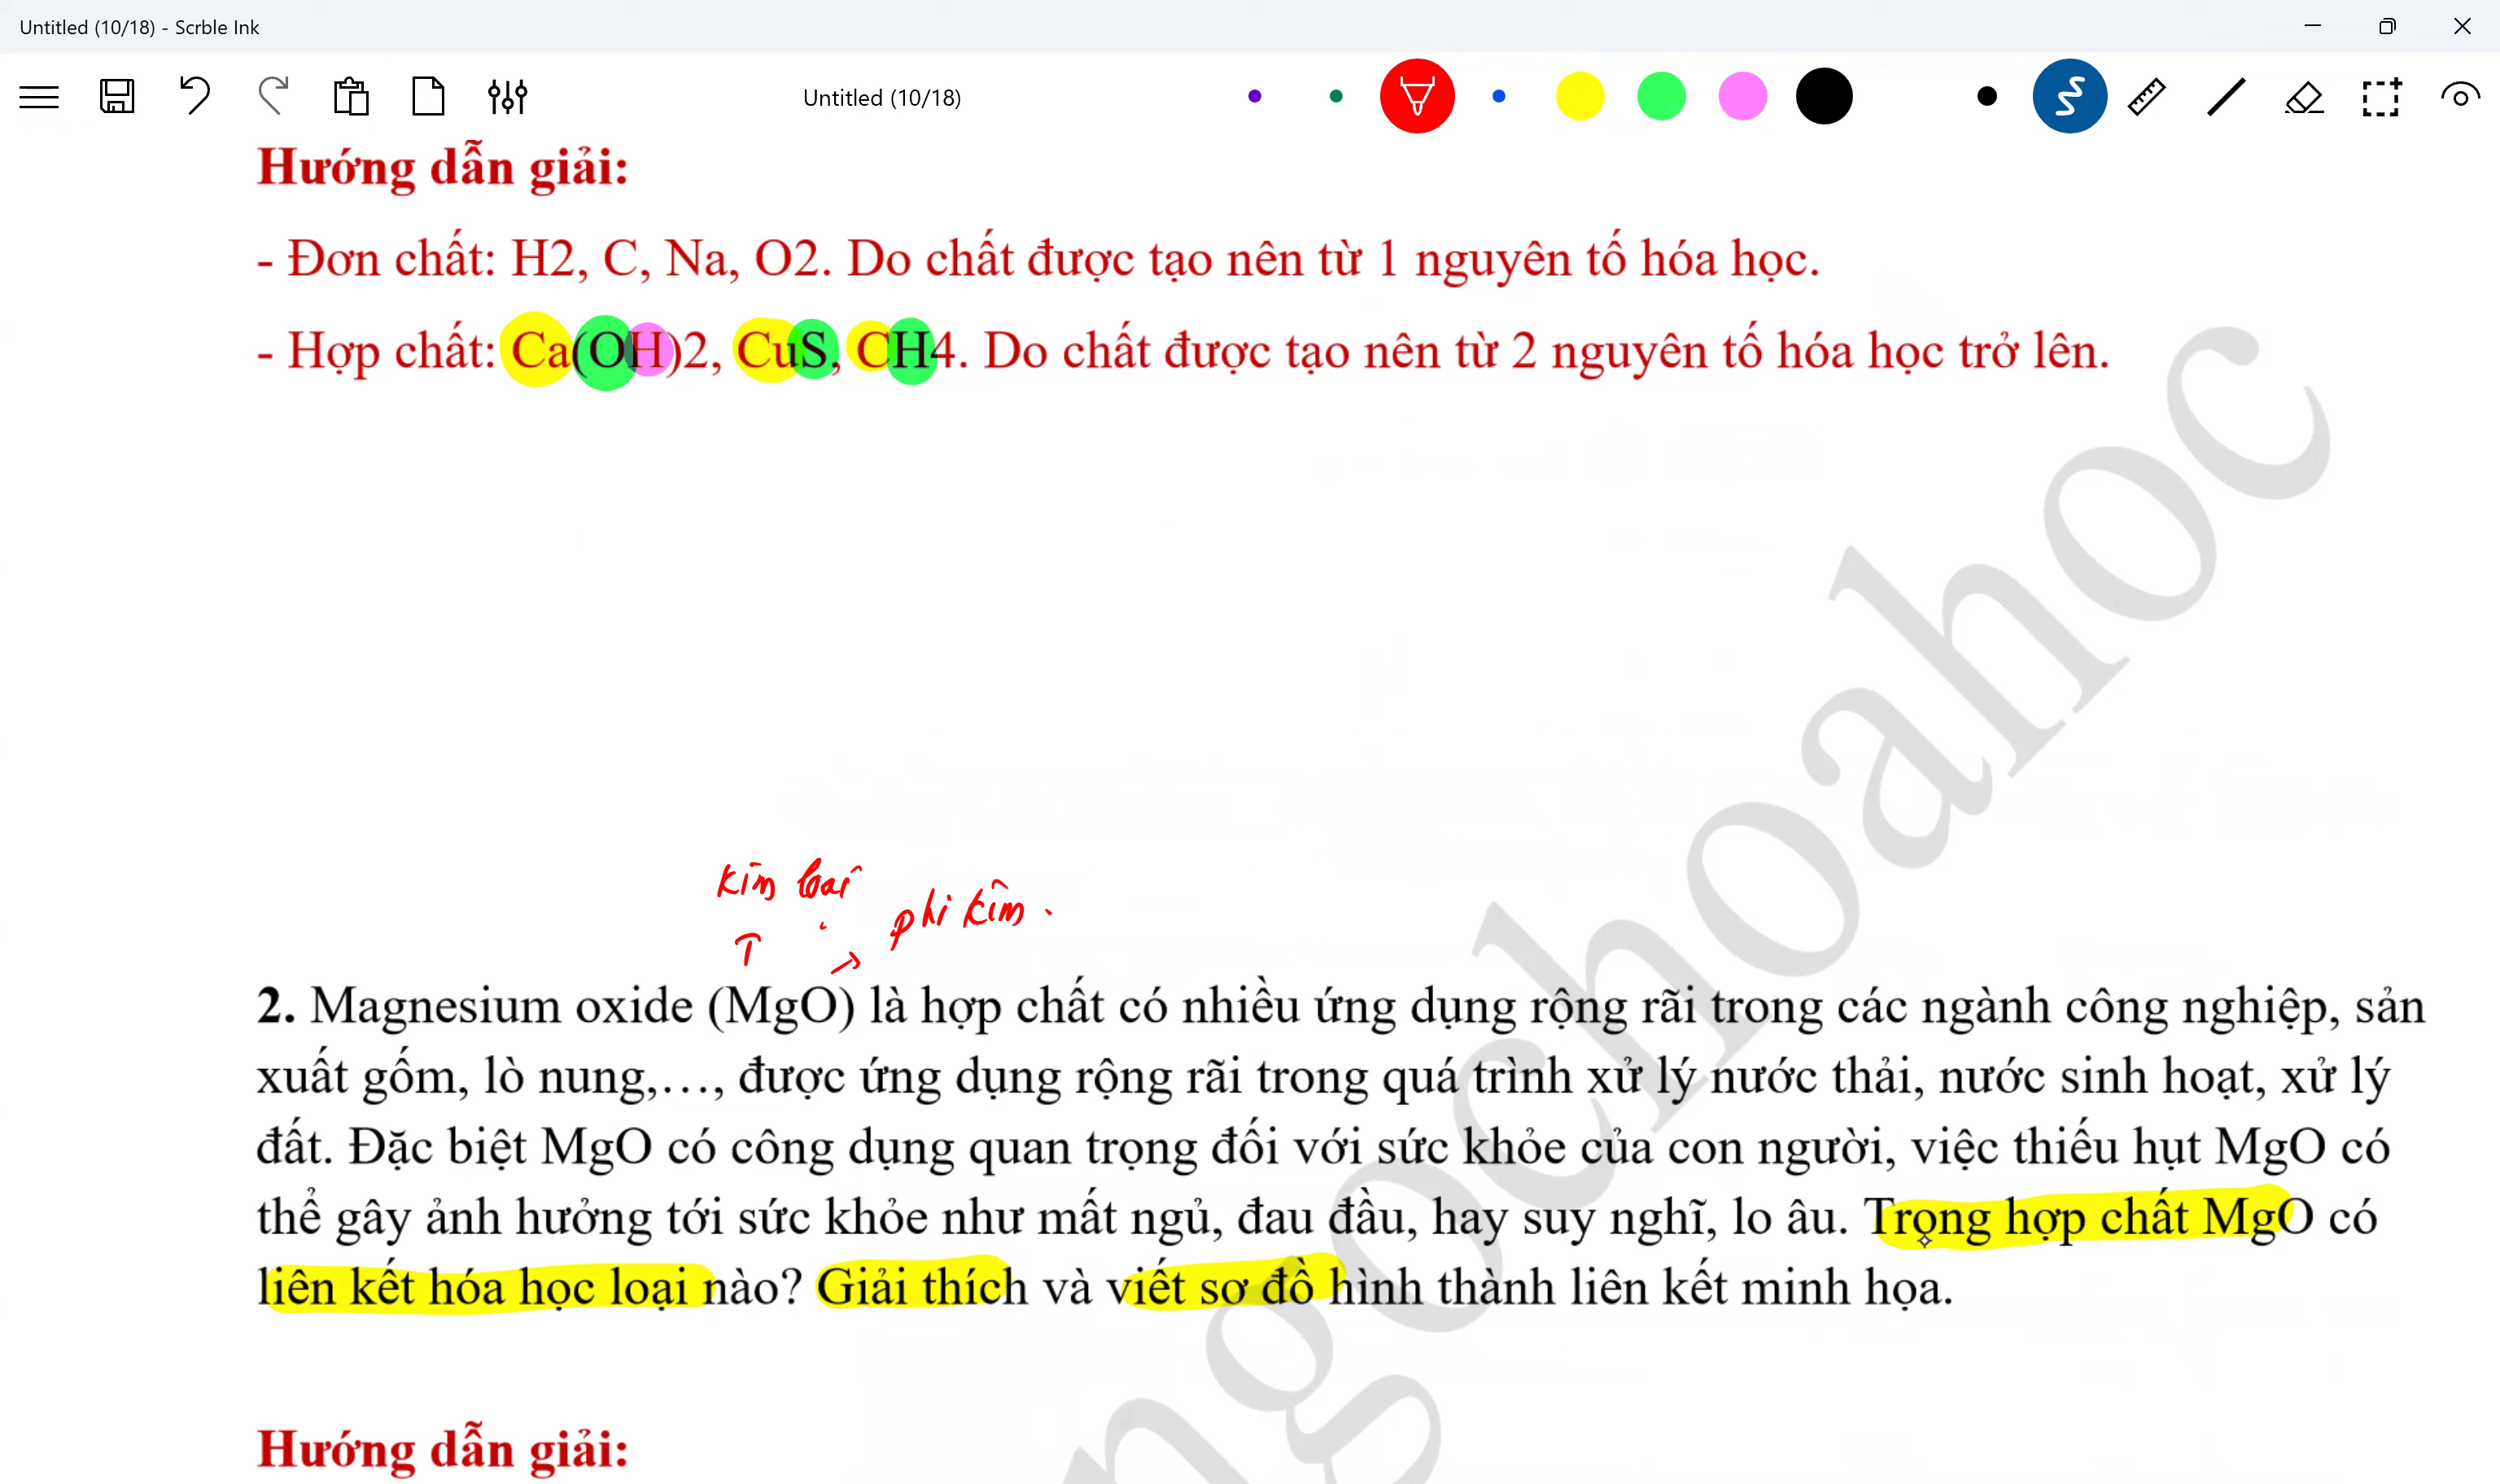 Untitled (10/18) - Scrble Ink
Untitled (10/18)
Hướng dẫn giải:
- Đơn chất: H2, C, Na, O2. Do chất được tạo nên từ 1 nguyên tố hóa học.
- Hợp chất: Ca(OH)2, CuS, CH4. Do chất được tạo nên từ 2 nguyên tố hóa học trở lên.
kim loại
phi kim.
2. Magnesium oxide (MgO) là hợp chất có nhiều ứng dụng rộng rãi trong các ngành công nghiệp, sản
xuất gốm, lò nung,…, được ứng dụng rộng rãi trong quá trình xử lý nước thải, nước sinh hoạt, xử lý
đất. Đặc biệt MgO có công dụng quan trọng đối với sức khỏe của con người, việc thiếu hụt MgO có
thể gây ảnh hưởng tới sức khỏe như mất ngủ, đau đầu, hay suy nghĩ, lo âu. Trong hợp chất MgO có
liên kết hóa học loại nào? Giải thích và viết sơ đồ hình thành liên kết minh họa.
Hướng dẫn giải:
ngochoahoc